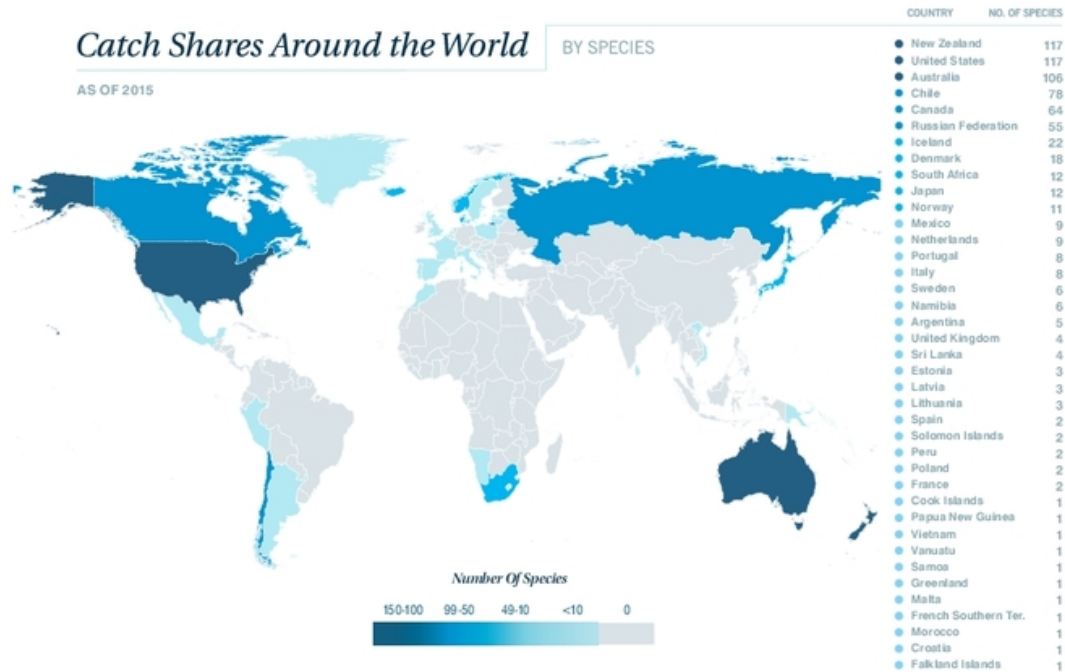 Catch Shares Around the World
BY SPECIES
AS OF 2015
COUNTRY NO. OF SPECIES
New Zealand 117
United States 117
Australia 106
Chile 78
Canada 64
Russian Federation 55
Iceland 22
Denmark 18
South Africa 12
Japan 12
Norway 11
Mexico 9
Netherlands 9
Portugal 8
Italy 8
Sweden 6
Namibia 6
Argentina 5
United Kingdom 4
Sri Lanka 4
Estonia 3
Latvia 3
Lithuania 3
Spain 2
Solomon Islands 2
Peru 2
Poland 2
France 2
Cook Islands 1
Papua New Guinea 1
Vietnam 1
Vanuatu 1
Samoa 1
Greenland 1
Malta 1
French Southern Ter. 1
Morocco 1
Croatia 1
Falkland Islands 1
Number Of Species
150-100 99-50 49-10 <10 0